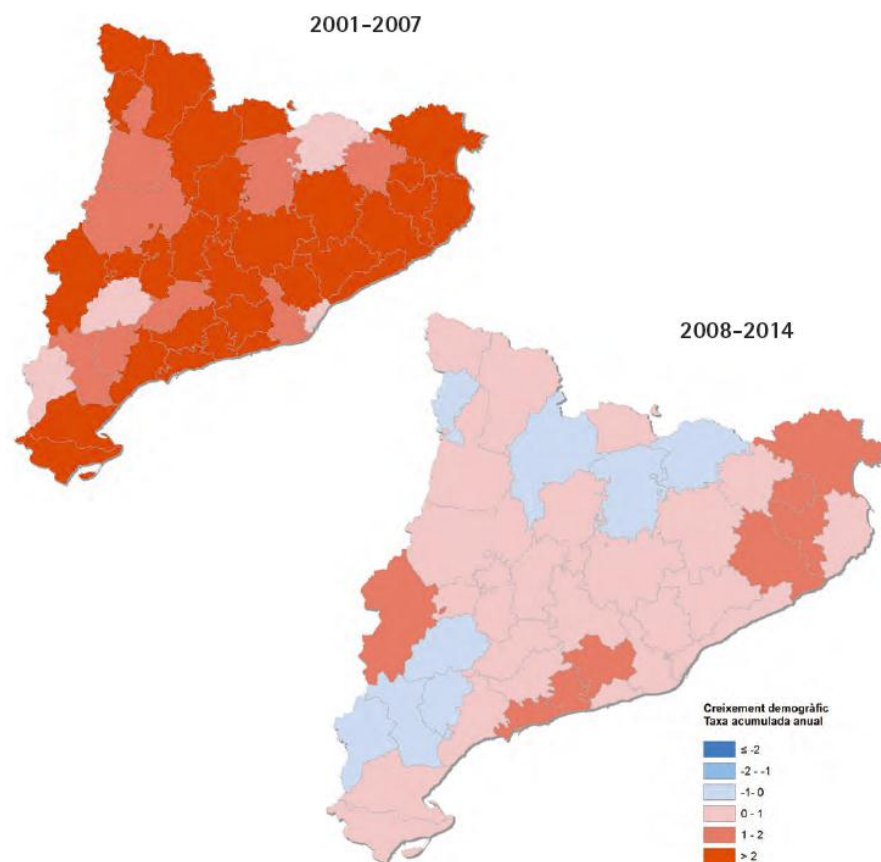 2001-2007
2008-2014
Creixement demogràfic
Taxa acumulada anual
≤ -2
-2 - -1
-1 - 0
0 - 1
1 - 2
> 2